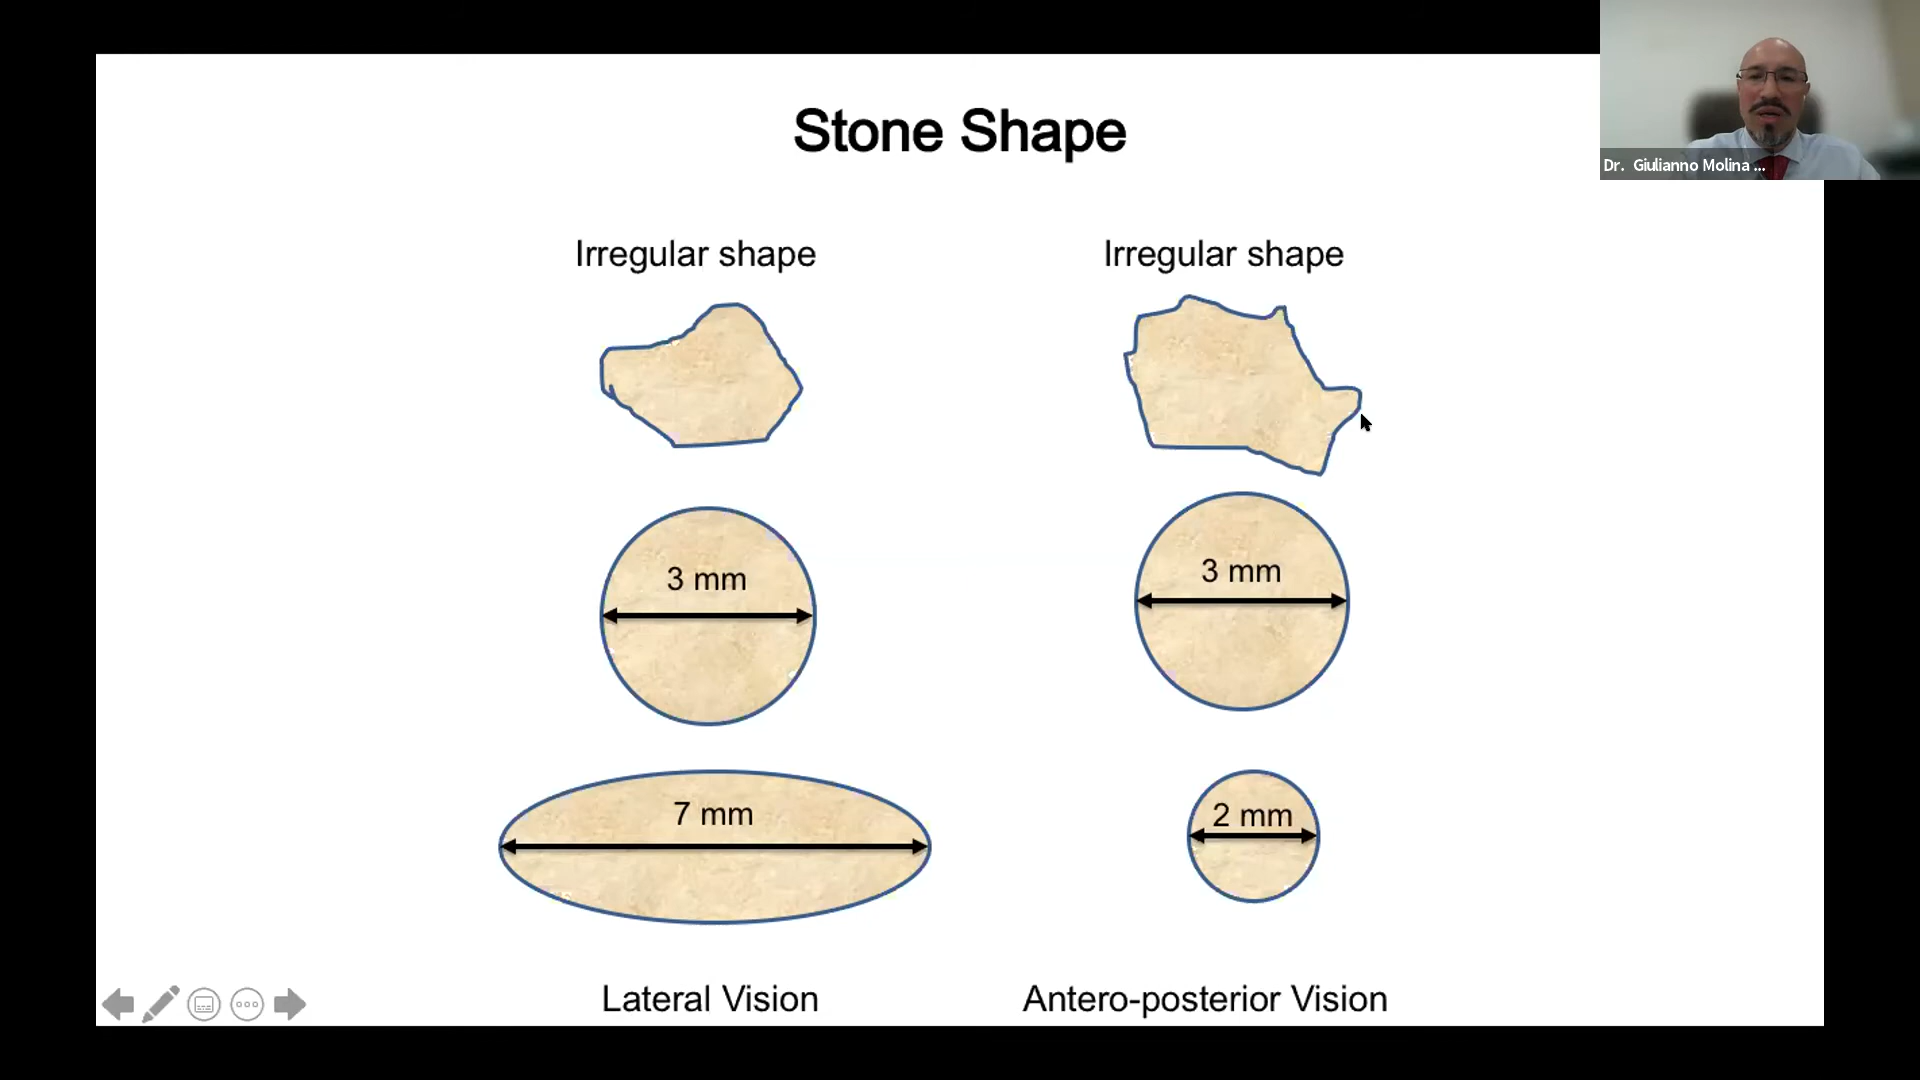 Stone Shape
Dr. Giulianno Molina ...
Irregular shape
Irregular shape
3 mm
3 mm
7 mm
2 mm
Lateral Vision
Antero-posterior Vision